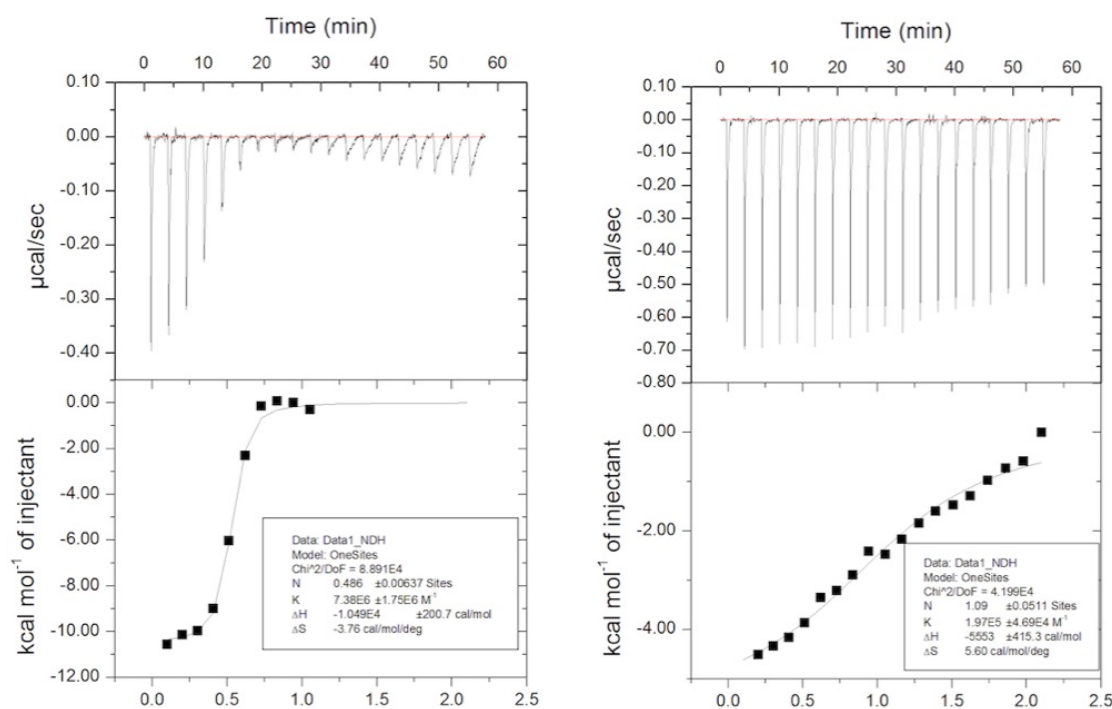 Time (min)
0 10 20 30 40 50 60
0.10
0.00
-0.10
-0.20
-0.30
-0.40
µcal/sec
0.00
-2.00
-4.00
-6.00
-8.00
-10.00
-12.00
kcal mol⁻¹ of injectant
Data: Data1_NDH
Model: OneSites
Chi^2/DoF = 8.891E4
N 0.486 ±0.00637 Sites
K 7.38E6 ±1.75E6 M⁻¹
ΔH -1.049E4 ±200.7 cal/mol
ΔS -3.76 cal/mol/deg
0.0 0.5 1.0 1.5 2.0 2.5
Time (min)
0 10 20 30 40 50 60
0.10
0.00
-0.10
-0.20
-0.30
-0.40
-0.50
-0.60
-0.70
-0.80
µcal/sec
0.00
-2.00
-4.00
kcal mol⁻¹ of injectant
Data: Data1_NDH
Model: OneSites
Chi^2/DoF = 4.199E4
N 1.09 ±0.0511 Sites
K 1.97E5 ±4.69E4 M⁻¹
ΔH -5553 ±415.3 cal/mol
ΔS 5.60 cal/mol/deg
0.0 0.5 1.0 1.5 2.0 2.5